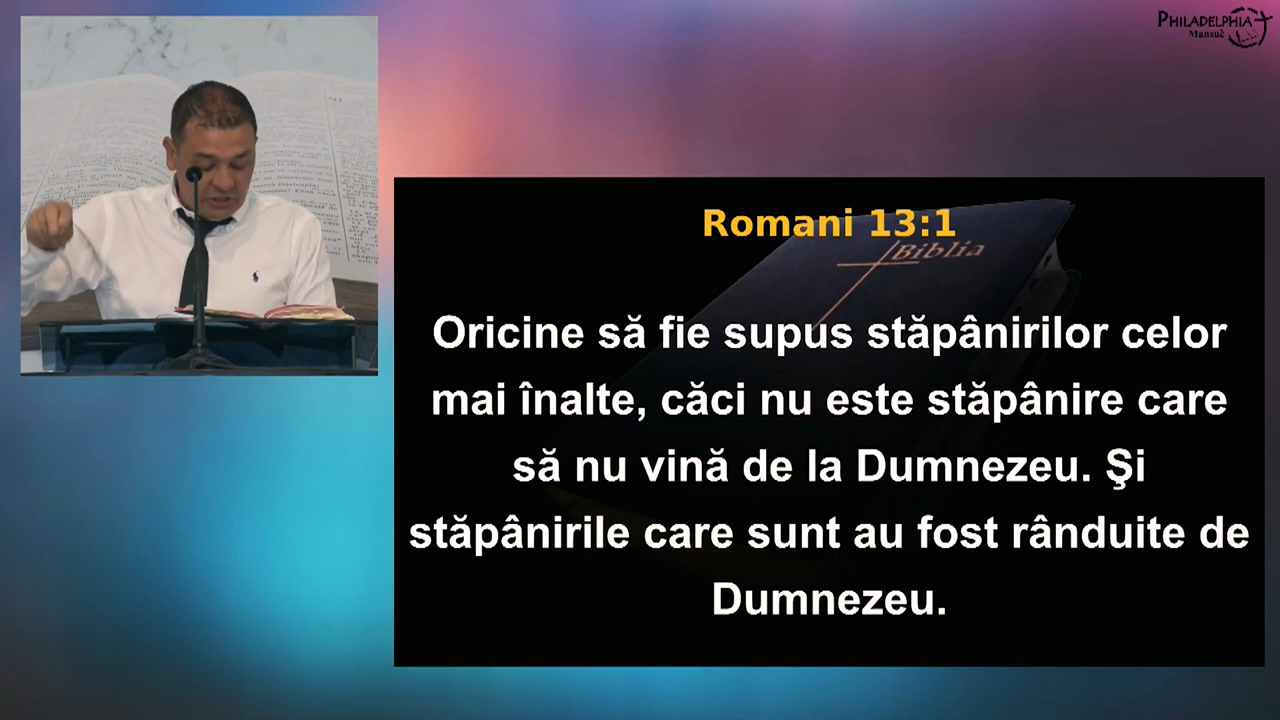 PHILADELPHIA
Mansuè
Romani 13:1
Biblia
Oricine să fie supus stăpânirilor celor
mai înalte, căci nu este stăpânire care
să nu vină de la Dumnezeu. Şi
stăpânirile care sunt au fost rânduite de
Dumnezeu.